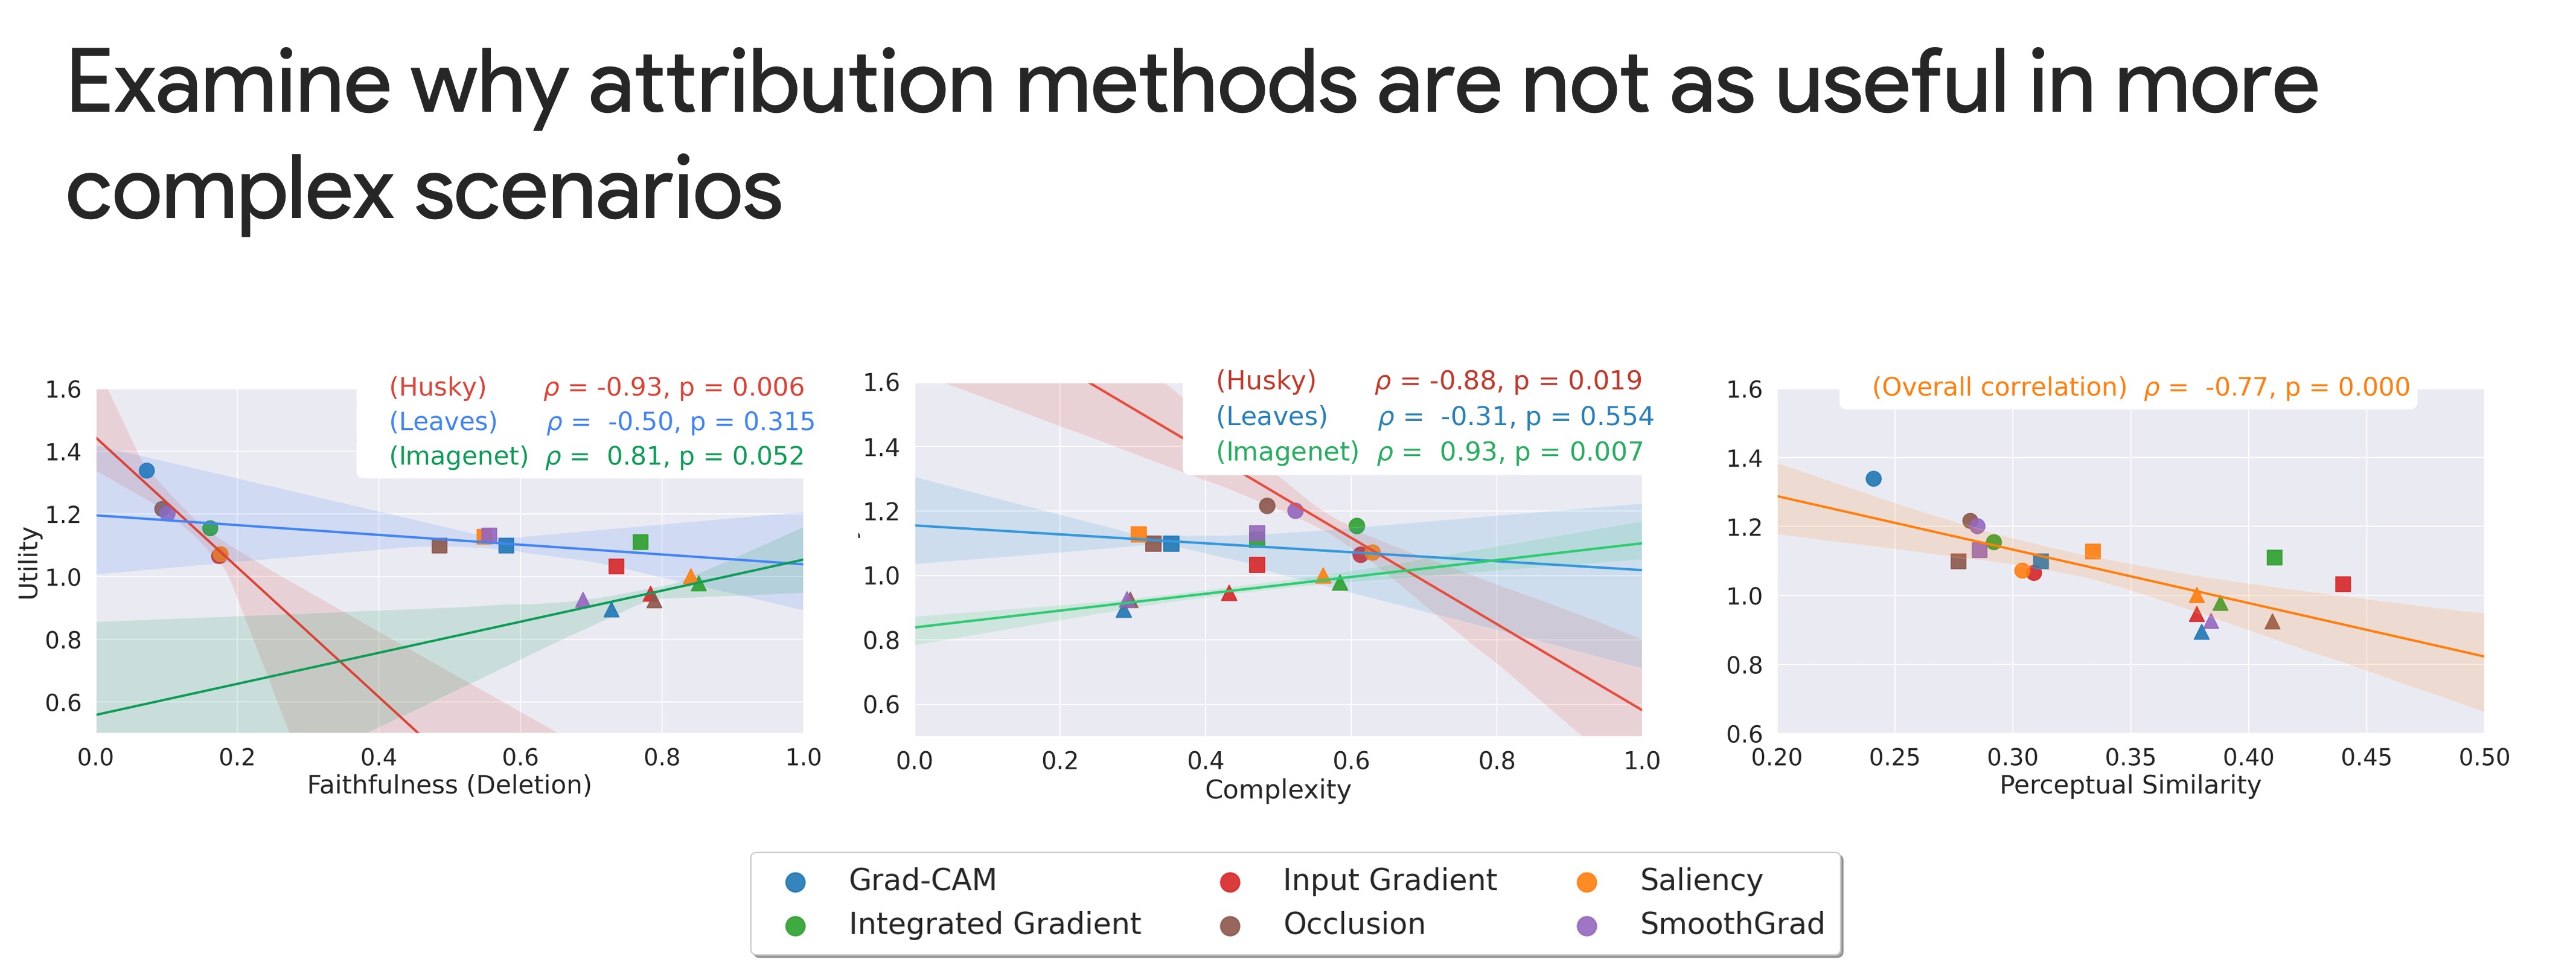 Examine why attribution methods are not as useful in more
complex scenarios
(Husky) ρ = -0.93, p = 0.006
(Leaves) ρ = -0.50, p = 0.315
(Imagenet) ρ = 0.81, p = 0.052
1.6
1.4
1.2
1.0
0.8
0.6
Utility
0.0 0.2 0.4 0.6 0.8 1.0
Faithfulness (Deletion)
(Husky) ρ = -0.88, p = 0.019
(Leaves) ρ = -0.31, p = 0.554
(Imagenet) ρ = 0.93, p = 0.007
1.6
1.4
1.2
1.0
0.8
0.6
0.0 0.2 0.4 0.6 0.8 1.0
Complexity
(Overall correlation) ρ = -0.77, p = 0.000
1.6
1.4
1.2
1.0
0.8
0.6
0.20 0.25 0.30 0.35 0.40 0.45 0.50
Perceptual Similarity
Grad-CAM Input Gradient Saliency
Integrated Gradient Occlusion SmoothGrad